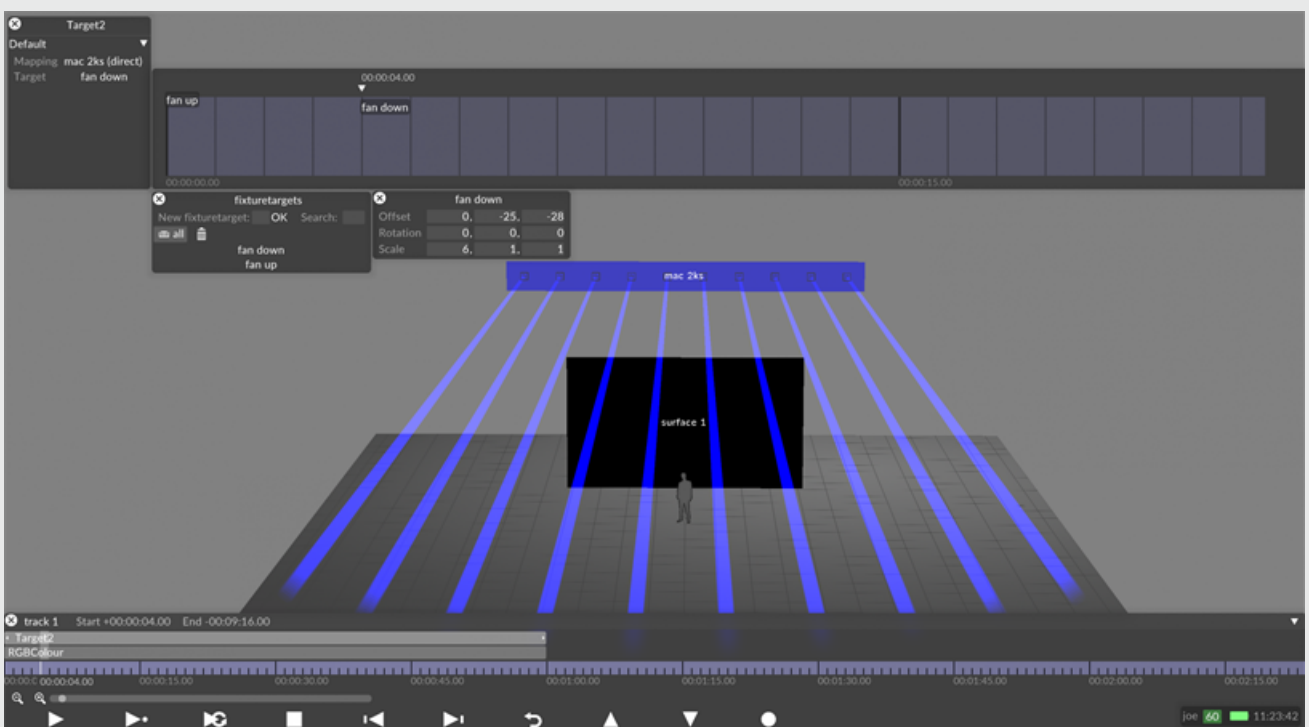 Target2
Default
Mapping mac 2ks (direct)
Target fan down
00:00:04.00
fan up
fan down
00:00:00.00
00:00:15.00
fixturetargets
New fixturetarget: OK Search:
all
fan down
fan up
fan down
Offset 0, -25, -28
Rotation 0, 0, 0
Scale 6, 1, 1
mac 2ks
surface 1
track 1 Start +00:00:04.00 End -00:09:16.00
Target2
RGBColour
00:00:04.00 00:00:15.00 00:00:30.00 00:00:45.00 00:01:00.00 00:01:15.00 00:01:30.00 00:01:45.00 00:02:00.00 00:02:15.00
joe 60 11:23:42